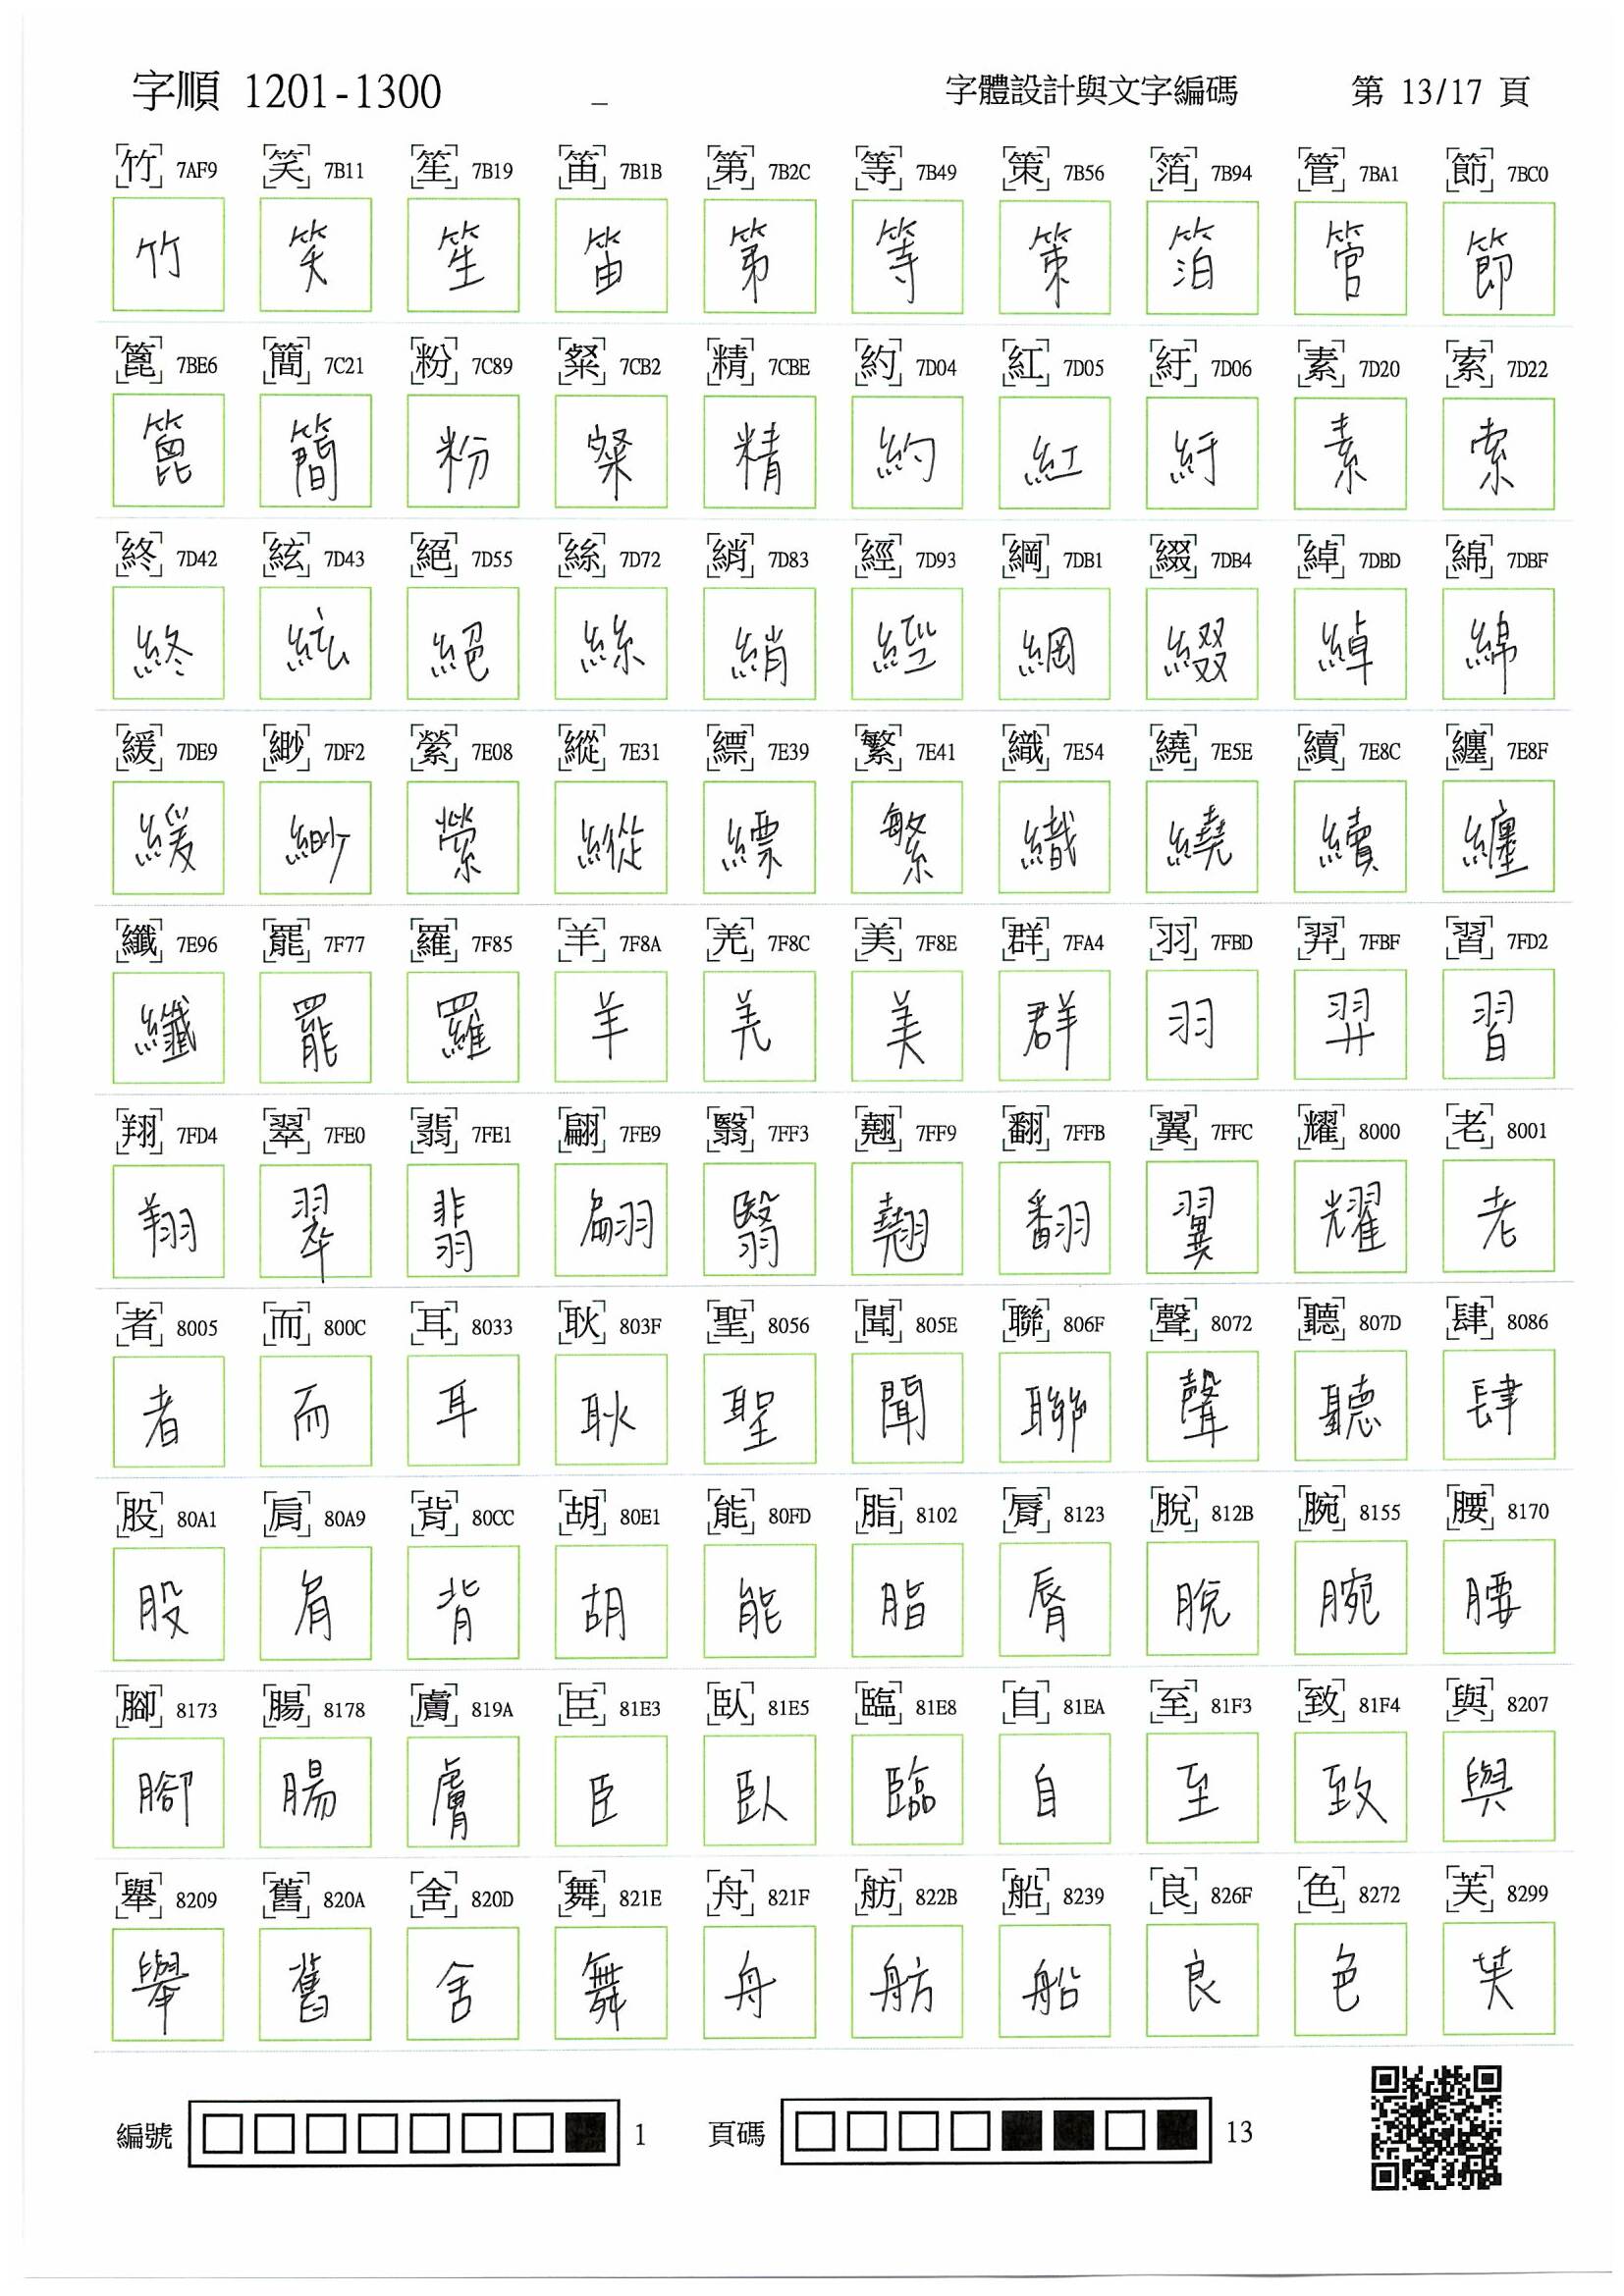 字順 1201-1300 _ 字體設計與文字編碼 第 13/17 頁
竹 7AF9 笑 7B11 笙 7B19 笛 7B1B 第 7B2C 等 7B49 策 7B56 箔 7B94 管 7BA1 節 7BC0
竹 笑 笙 笛 第 等 策 箔 管 節
篦 7BE6 簡 7C21 粉 7C89 粲 7CB2 精 7CBE 約 7D04 紅 7D05 紆 7D06 素 7D20 索 7D22
篦 簡 粉 粲 精 約 紅 紆 素 索
終 7D42 絃 7D43 絕 7D55 絲 7D72 綃 7D83 經 7D93 綱 7DB1 綴 7DB4 綽 7DBD 綿 7DBF
終 絃 絕 絲 綃 經 綱 綴 綽 綿
緩 7DE9 緲 7DF2 縈 7E08 縱 7E31 縹 7E39 繁 7E41 織 7E54 繞 7E5E 續 7E8C 纏 7E8F
緩 緲 縈 縱 縹 繁 織 繞 續 纏
纖 7E96 罷 7F77 羅 7F85 羊 7F8A 羌 7F8C 美 7F8E 群 7FA4 羽 7FBD 羿 7FBF 習 7FD2
纖 罷 羅 羊 羌 美 群 羽 羿 習
翔 7FD4 翠 7FE0 翡 7FE1 翩 7FE9 翳 7FF3 翹 7FF9 翻 7FFB 翼 7FFC 耀 8000 老 8001
翔 翠 翡 翩 翳 翹 翻 翼 耀 老
者 8005 而 800C 耳 8033 耿 803F 聖 8056 聞 805E 聯 806F 聲 8072 聽 807D 肆 8086
者 而 耳 耿 聖 聞 聯 聲 聽 肆
股 80A1 肩 80A9 背 80CC 胡 80E1 能 80FD 脂 8102 脣 8123 脫 812B 腕 8155 腰 8170
股 肩 背 胡 能 脂 脣 脫 腕 腰
腳 8173 腸 8178 膚 819A 臣 81E3 臥 81E5 臨 81E8 自 81EA 至 81F3 致 81F4 與 8207
腳 腸 膚 臣 臥 臨 自 至 致 與
舉 8209 舊 820A 舍 820D 舞 821E 舟 821F 舫 822B 船 8239 良 826F 色 8272 芙 8299
舉 舊 舍 舞 舟 舫 船 良 色 芙
編號 1 頁碼 13